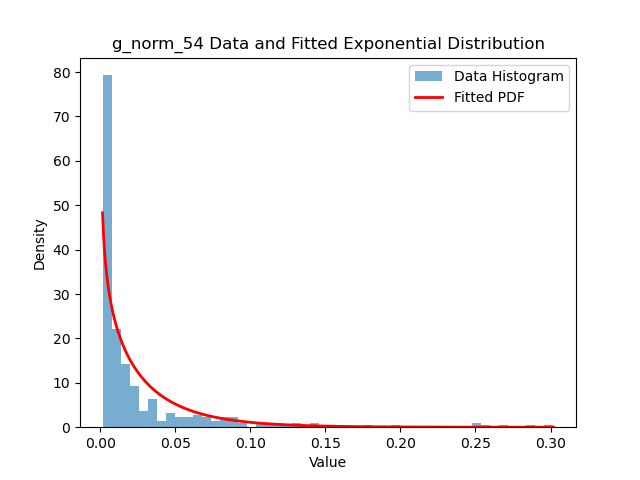 g_norm_54 Data and Fitted Exponential Distribution
Data Histogram
Fitted PDF
80
70
60
50
40
30
20
10
0
Density
0.00 0.05 0.10 0.15 0.20 0.25 0.30
Value